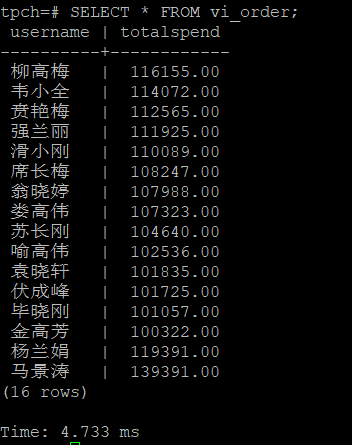 tpch=# SELECT * FROM vi_order;
 username | totalspend
----------+------------
 柳高梅   |  116155.00
 韦小全   |  114072.00
 贲艳梅   |  112565.00
 强兰丽   |  111925.00
 滑小刚   |  110089.00
 席长梅   |  108247.00
 翁晓婷   |  107988.00
 娄高伟   |  107323.00
 苏长刚   |  104640.00
 喻高伟   |  102536.00
 袁晓轩   |  101835.00
 伏成峰   |  101725.00
 毕晓刚   |  101057.00
 金高芳   |  100322.00
 杨兰娟   |  119391.00
 马景涛   |  139391.00
(16 rows)
Time: 4.733 ms